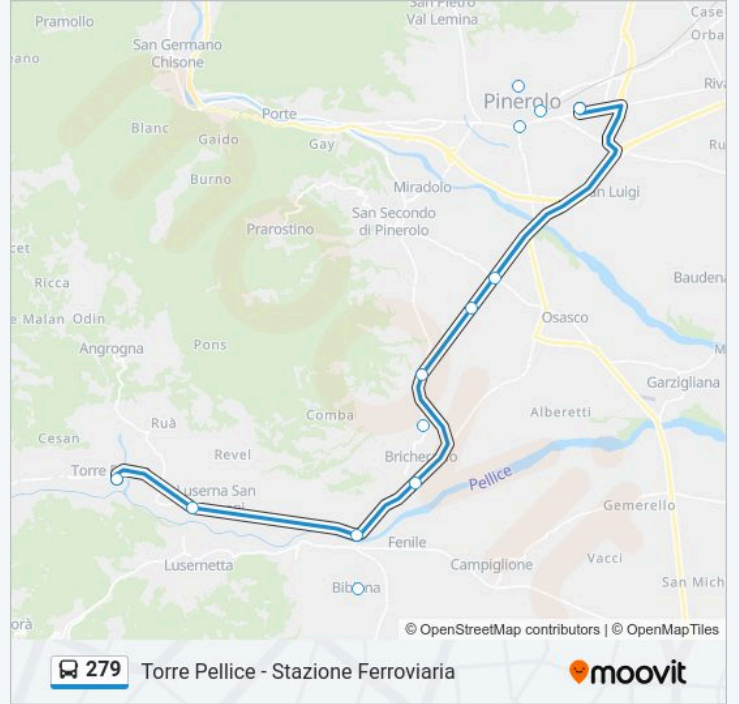 Pramollo
San Pietro
Val Lemina
Case
Orba
San Germano
Chisone
ano
Riva
Pinerolo
Porte
Blanc
Gaido
Gay
Ru
Burno
Miradolo
an Luigi
San Secondo
di Pinerolo
Prarostino
cet
Ricca
Baudena
e Malan Odin
Osasco
Angrogna
Pons
M
Garzigliana
Comba
Alberetti
Ruà
Cesan
Revel
Torre
Pellice
Luserna San
Gemerello
Fenile
Vacci
Lusernetta
Campiglione
San Mich
Bibiana
orà
© OpenStreetMap contributors | © OpenMapTiles
279 Torre Pellice - Stazione Ferroviaria
moovit